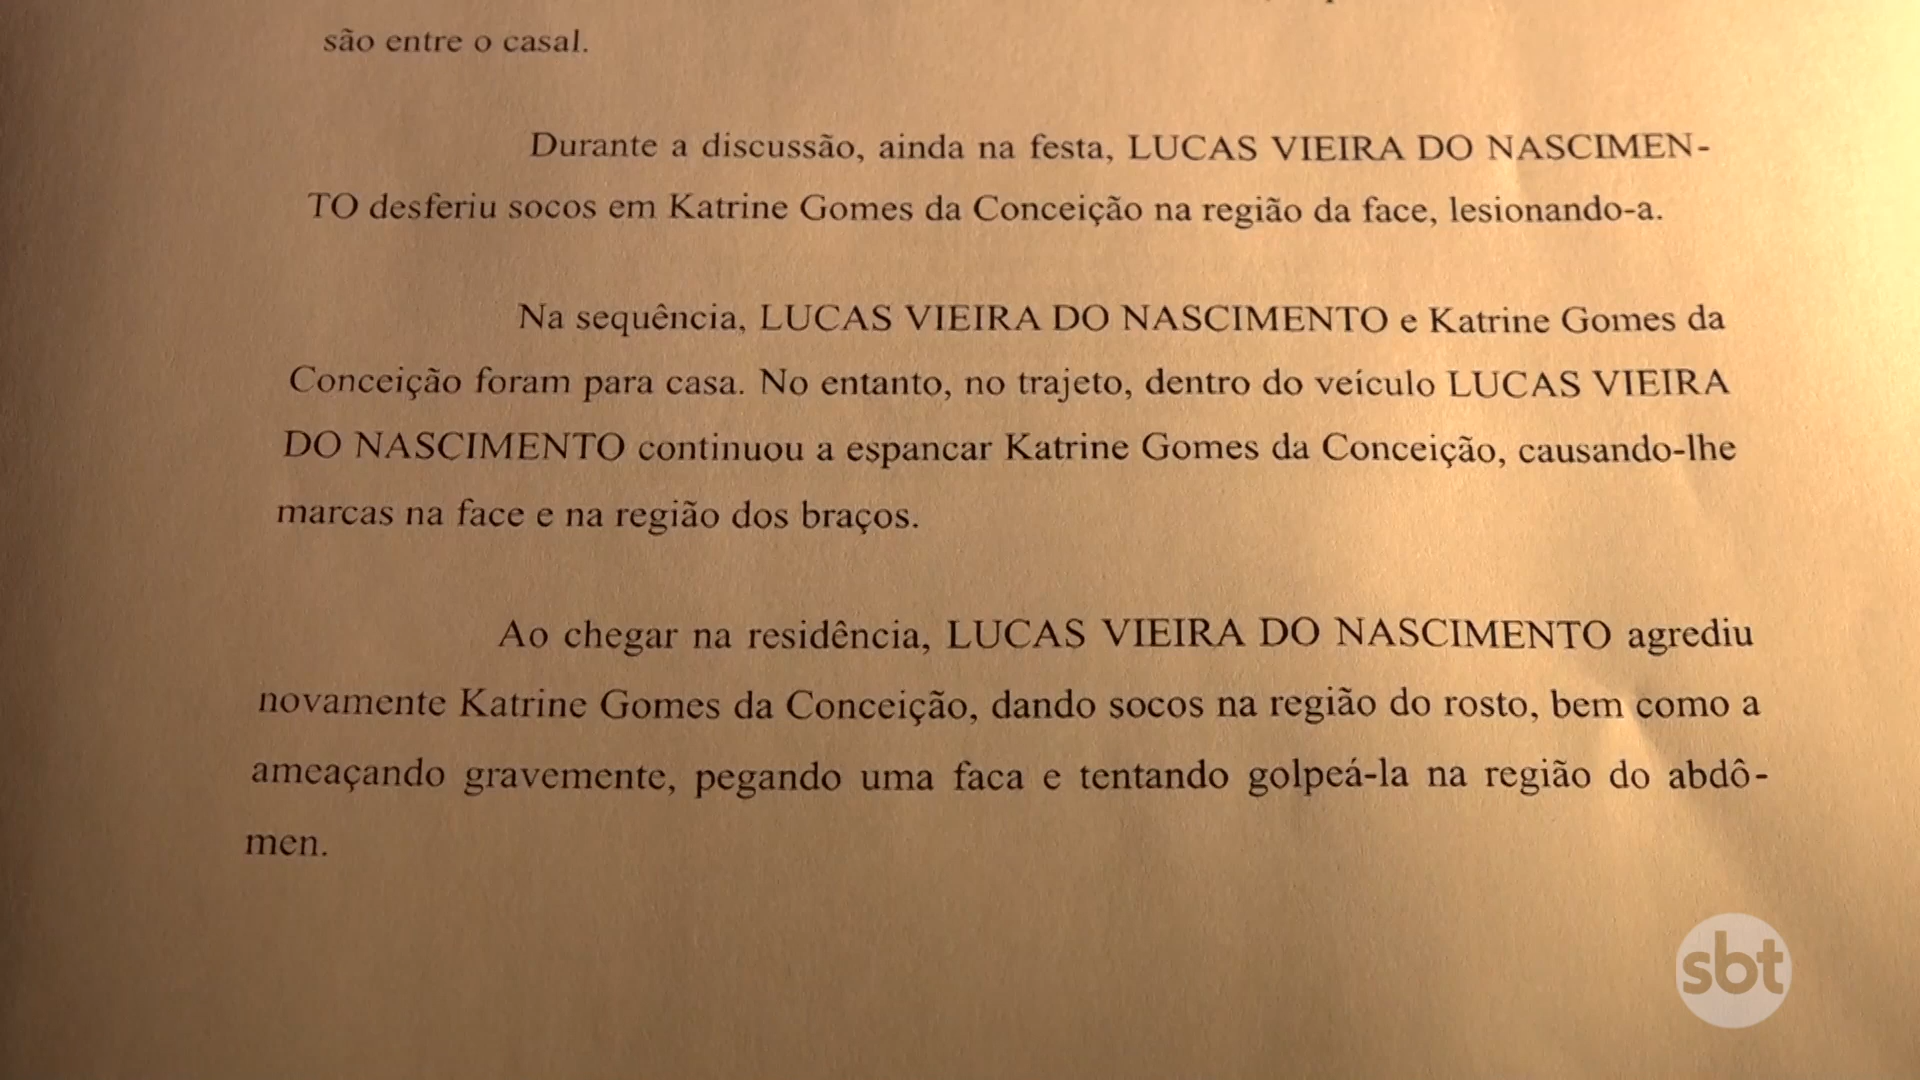 são entre o casal.
Durante a discussão, ainda na festa, LUCAS VIEIRA DO NASCIMEN-
TO desferiu socos em Katrine Gomes da Conceição na região da face, lesionando-a.
Na sequência, LUCAS VIEIRA DO NASCIMENTO e Katrine Gomes da
Conceição foram para casa. No entanto, no trajeto, dentro do veículo LUCAS VIEIRA
DO NASCIMENTO continuou a espancar Katrine Gomes da Conceição, causando-lhe
marcas na face e na região dos braços.
Ao chegar na residência, LUCAS VIEIRA DO NASCIMENTO agrediu
novamente Katrine Gomes da Conceição, dando socos na região do rosto, bem como a
ameaçando gravemente, pegando uma faca e tentando golpeá-la na região do abdô-
men.
sbt